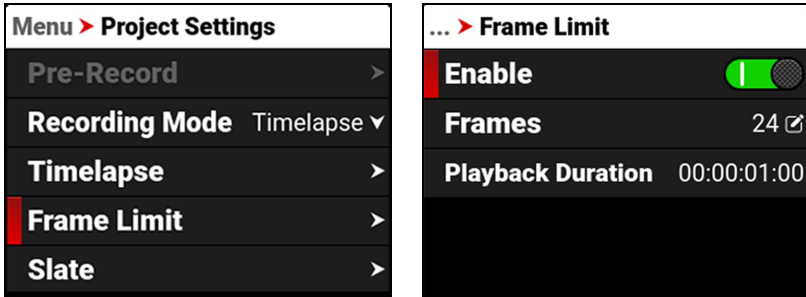 Menu ➤ Project Settings
Pre-Record >
Recording Mode Timelapse
Timelapse
Frame Limit
Slate
... ➤ Frame Limit
Enable
Frames 24
Playback Duration 00:00:01:00